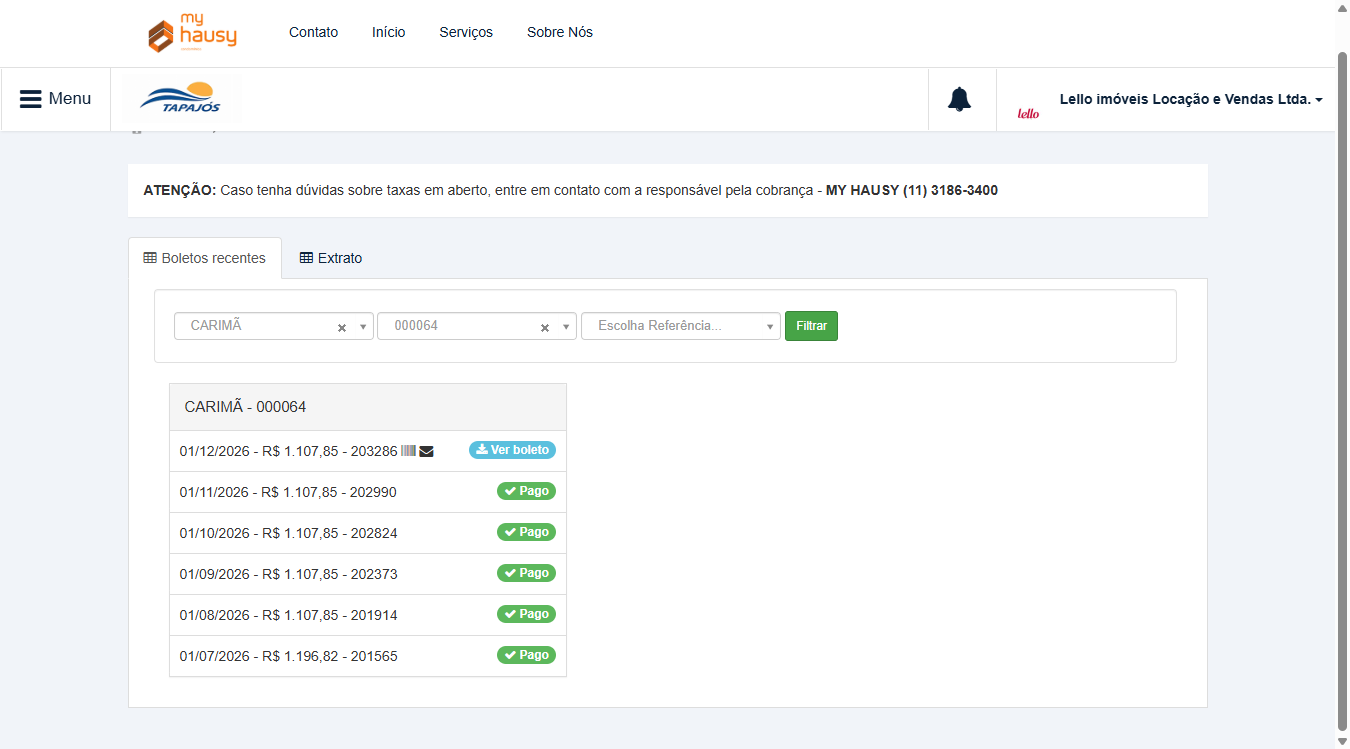 my
hausy
Contato Início Serviços Sobre Nós
Menu
TAPAJÓS
lello
Lello imóveis Locação e Vendas Ltda.
ATENÇÃO: Caso tenha dúvidas sobre taxas em aberto, entre em contato com a responsável pela cobrança - MY HAUSY (11) 3186-3400
Boletos recentes
Extrato
CARIMÃ × 000064 × Escolha Referência... Filtrar
CARIMÃ - 000064
01/12/2026 - R$ 1.107,85 - 203286 Ver boleto
01/11/2026 - R$ 1.107,85 - 202990 Pago
01/10/2026 - R$ 1.107,85 - 202824 Pago
01/09/2026 - R$ 1.107,85 - 202373 Pago
01/08/2026 - R$ 1.107,85 - 201914 Pago
01/07/2026 - R$ 1.196,82 - 201565 Pago